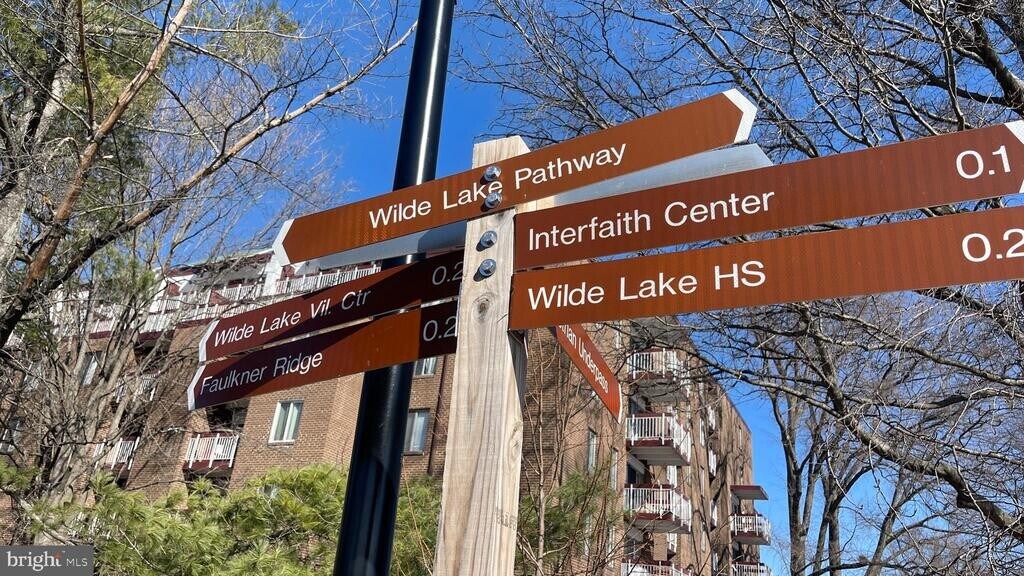 Wilde Lake Pathway
Interfaith Center 0.1
Wilde Lake HS 0.2
Wilde Lake Vil. Ctr 0.2
Faulkner Ridge 0.2
Underpass
bright MLS